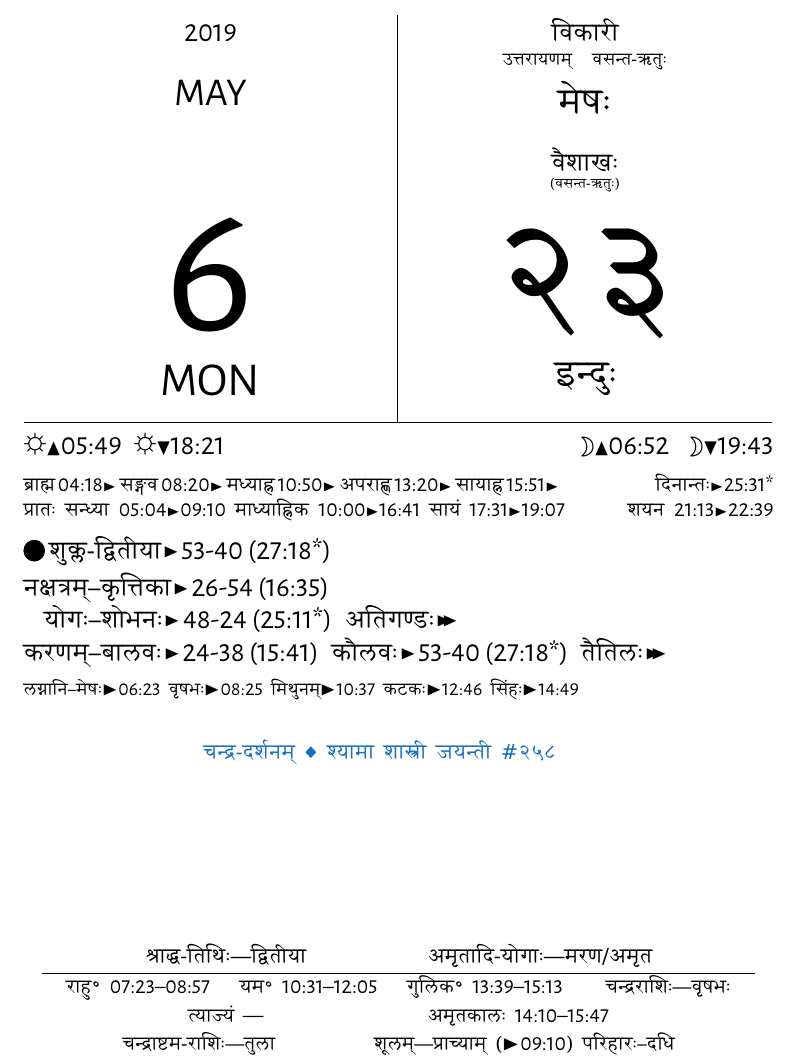 2019
MAY
6
MON
विकारी
उत्तरायणम् वसन्त-ऋतुः
मेषः
वैशाखः
(वसन्त-ऋतुः)
२३
इन्दुः
☼▲05:49 ☼▼18:21 ☽▲06:52 ☽▼19:43
ब्राह्म 04:18► सङ्गव 08:20► मध्याह्न 10:50► अपराह्ण 13:20► सायाह्न 15:51► दिनान्तः►25:31*
प्रातः सन्ध्या 05:04►09:10 माध्याह्निक 10:00►16:41 सायं 17:31►19:07 शयन 21:13►22:39
●शुक्ल-द्वितीया►53-40 (27:18*)
नक्षत्रम्–कृत्तिका►26-54 (16:35)
योगः–शोभनः►48-24 (25:11*) अतिगण्डः►►
करणम्–बालवः►24-38 (15:41) कौलवः►53-40 (27:18*) तैतिलः►►
लग्नानि–मेषः►06:23 वृषभः►08:25 मिथुनम्►10:37 कटकः►12:46 सिंहः►14:49
चन्द्र-दर्शनम् ◆ श्यामा शास्त्री जयन्ती #२५८
श्राद्ध-तिथिः—द्वितीया अमृतादि-योगाः—मरण/अमृत
राहु॰ 07:23–08:57 यम॰ 10:31–12:05 गुलिक॰ 13:39–15:13 चन्द्रराशिः—वृषभः
त्याज्यं — अमृतकालः 14:10–15:47
चन्द्राष्टम-राशिः—तुला शूलम्—प्राच्याम् (►09:10) परिहारः–दधि